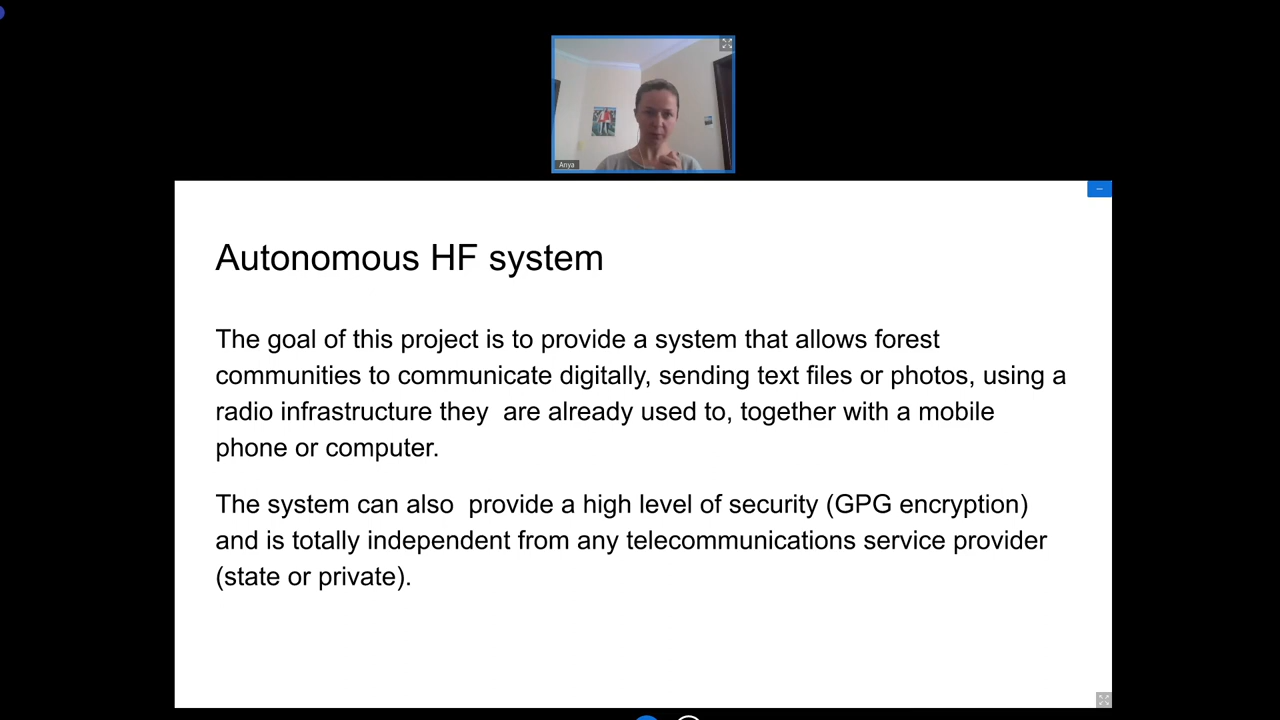 Anya
Autonomous HF system
The goal of this project is to provide a system that allows forest
communities to communicate digitally, sending text files or photos, using a
radio infrastructure they  are already used to, together with a mobile
phone or computer.
The system can also  provide a high level of security (GPG encryption)
and is totally independent from any telecommunications service provider
(state or private).